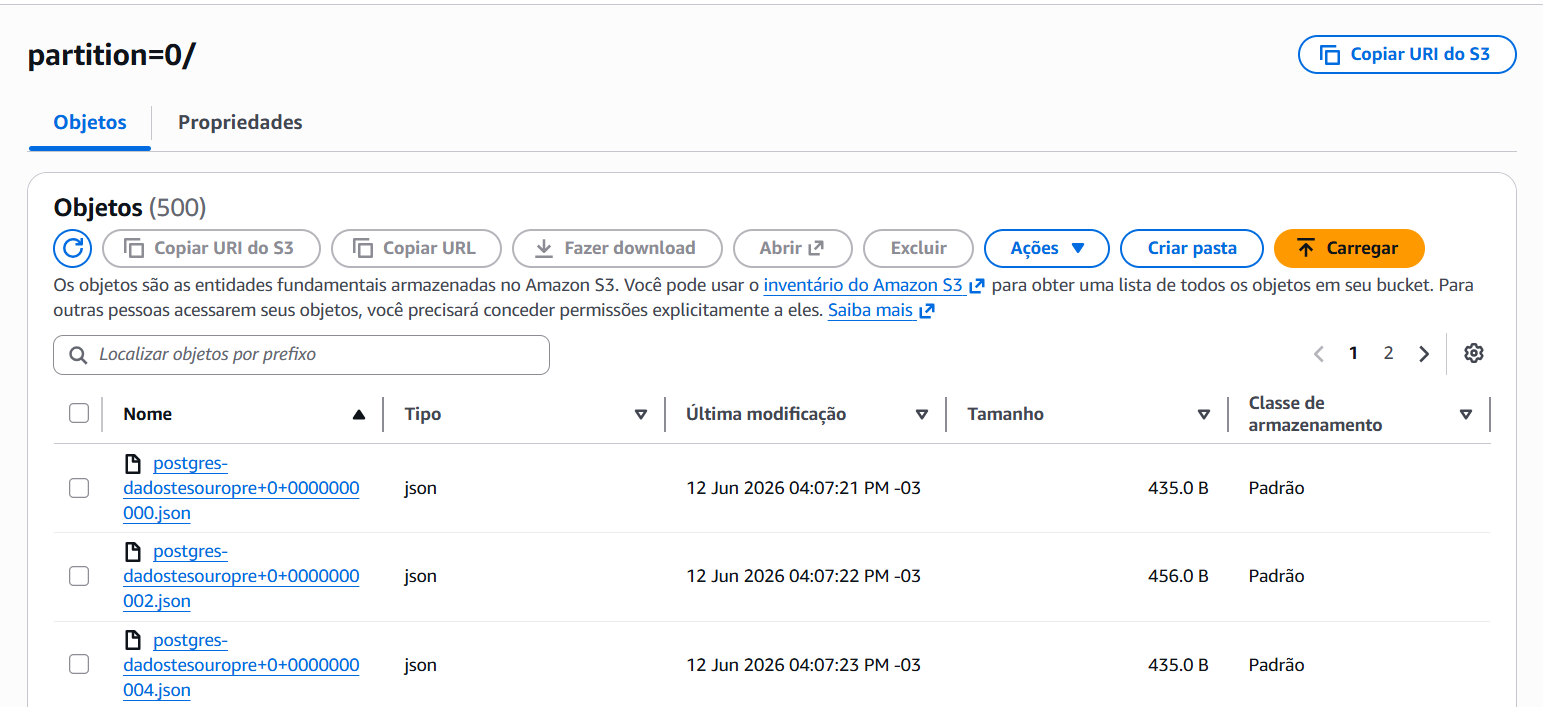 partition=0/
Copiar URI do S3
Objetos
Propriedades
Objetos (500)
Copiar URI do S3
Copiar URL
Fazer download
Abrir
Excluir
Ações
Criar pasta
Carregar
Os objetos são as entidades fundamentais armazenadas no Amazon S3. Você pode usar o inventário do Amazon S3 para obter uma lista de todos os objetos em seu bucket. Para
outras pessoas acessarem seus objetos, você precisará conceder permissões explicitamente a eles. Saiba mais
Localizar objetos por prefixo
1 2
Nome
Tipo
Última modificação
Tamanho
Classe de
armazenamento
postgres-
dadostesouropre+0+0000000
000.json
json
12 Jun 2026 04:07:21 PM -03
435.0 B
Padrão
postgres-
dadostesouropre+0+0000000
002.json
json
12 Jun 2026 04:07:22 PM -03
456.0 B
Padrão
postgres-
dadostesouropre+0+0000000
004.json
json
12 Jun 2026 04:07:23 PM -03
435.0 B
Padrão